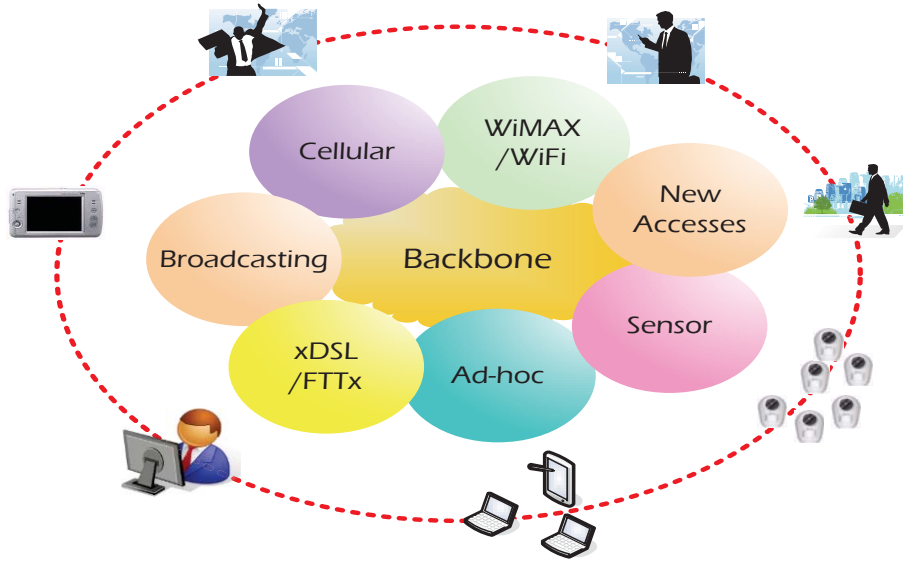 WiMAX
/WiFi
Cellular
New
Accesses
Broadcasting
Backbone
Sensor
xDSL
/FTTx
Ad-hoc